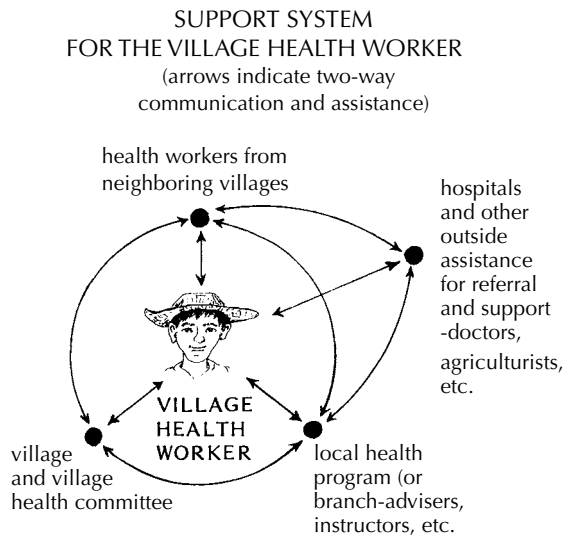 SUPPORT SYSTEM
FOR THE VILLAGE HEALTH WORKER
(arrows indicate two-way
communication and assistance)
health workers from
neighboring villages
hospitals
and other
outside
assistance
for referral
and support
-doctors,
agriculturists,
etc.
VILLAGE
HEALTH
WORKER
village
and village
health committee
local health
program (or
branch-advisers,
instructors, etc.